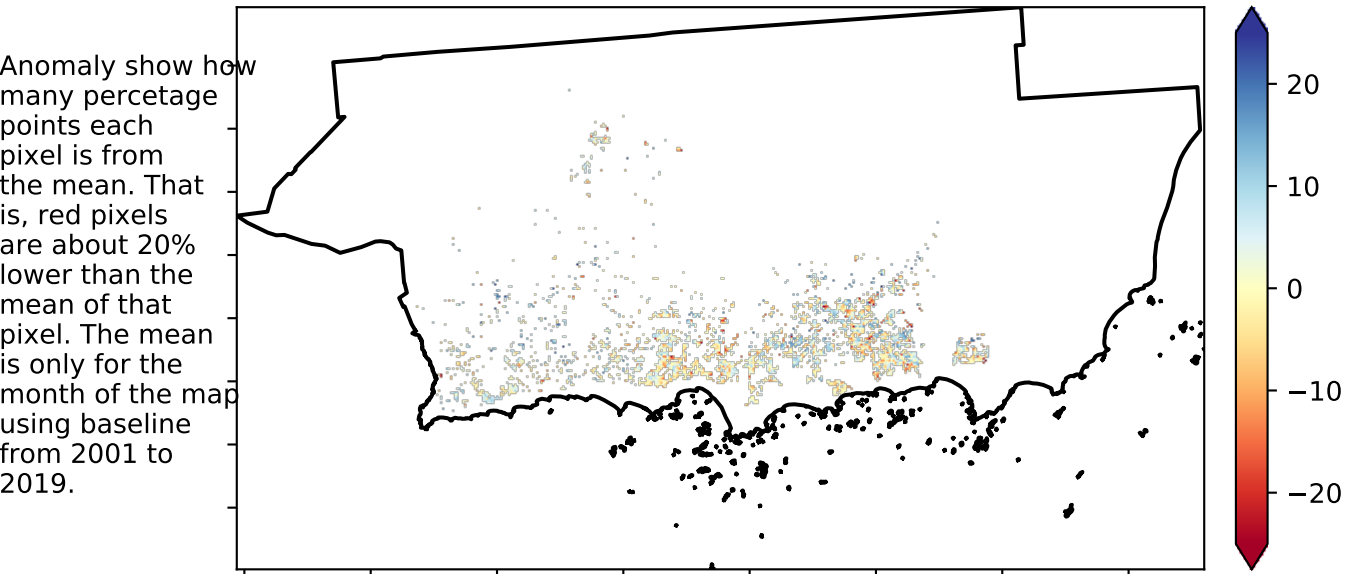 Anomaly show how
many percetage
points each
pixel is from
the mean. That
is, red pixels
are about 20%
lower than the
mean of that
pixel. The mean
is only for the
month of the map
using baseline
from 2001 to
2019.
20
10
0
−10
−20